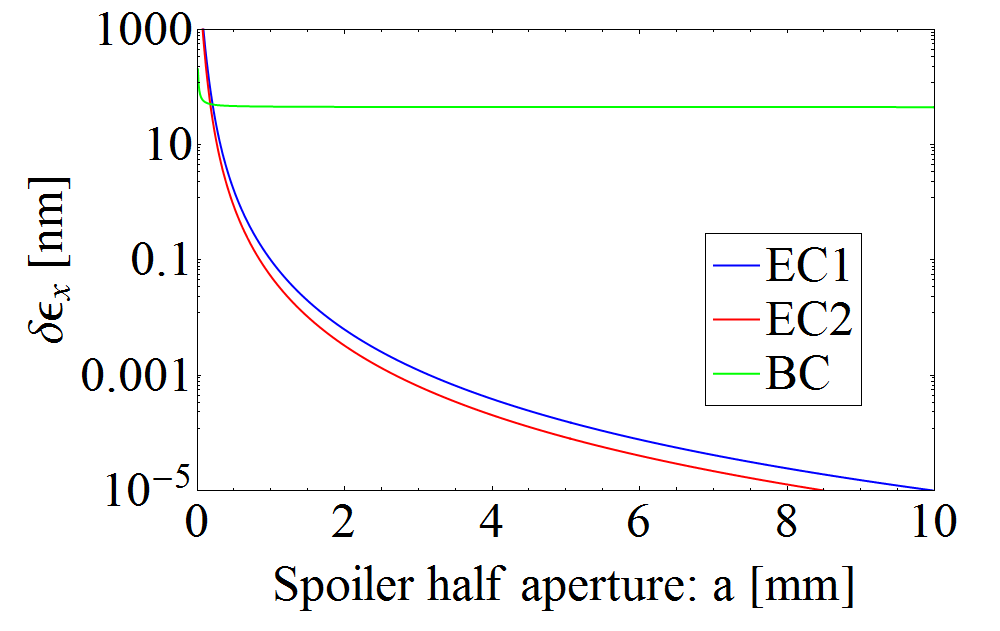 1000
10
0.1
0.001
10⁻⁵
δϵₓ [nm]
EC1
EC2
BC
0 2 4 6 8 10
Spoiler half aperture: a [mm]